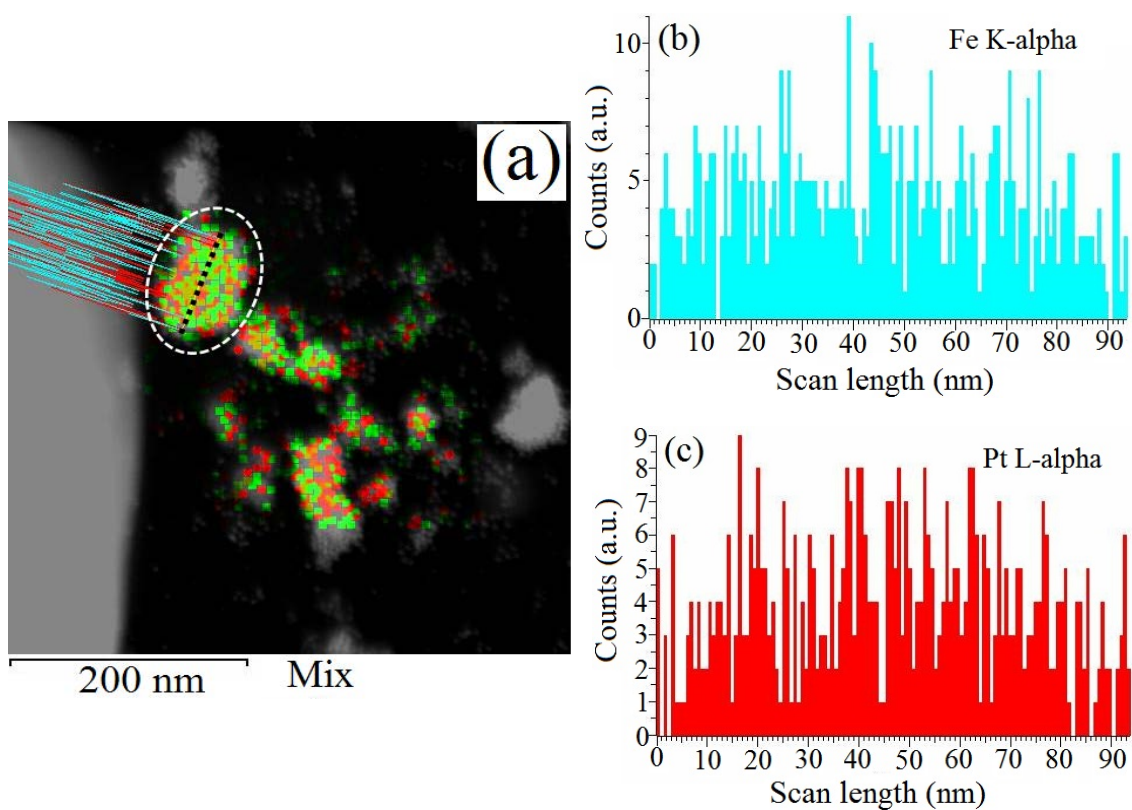 (a)
200 nm
Mix
(b)
Fe K-alpha
Counts (a.u.)
10
5
0
0 10 20 30 40 50 60 70 80 90
Scan length (nm)
(c)
Pt L-alpha
Counts (a.u.)
9
8
7
6
5
4
3
2
1
0
0 10 20 30 40 50 60 70 80 90
Scan length (nm)